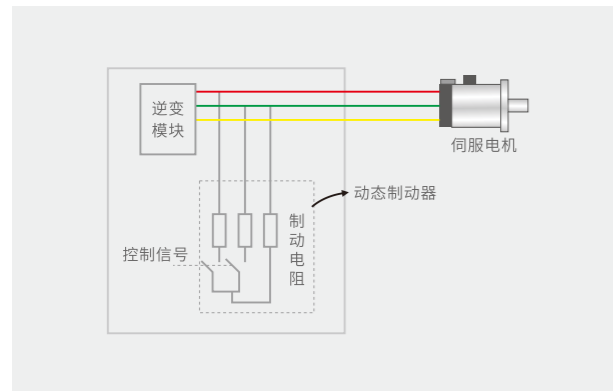 逆变
模块
伺服电机
动态制动器
制动电阻
控制信号